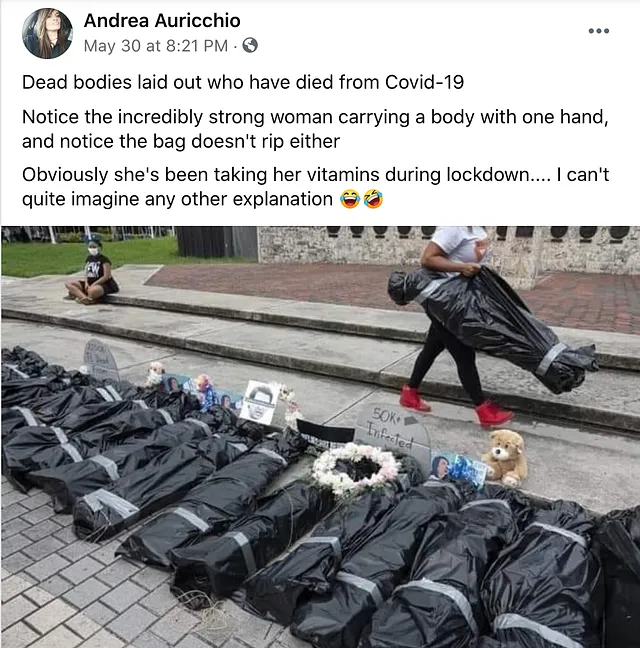 Andrea Auricchio
May 30 at 8:21 PM ·
Dead bodies laid out who have died from Covid-19
Notice the incredibly strong woman carrying a body with one hand,
and notice the bag doesn't rip either
Obviously she's been taking her vitamins during lockdown.... I can't
quite imagine any other explanation 😂🤣
50K+
Infected